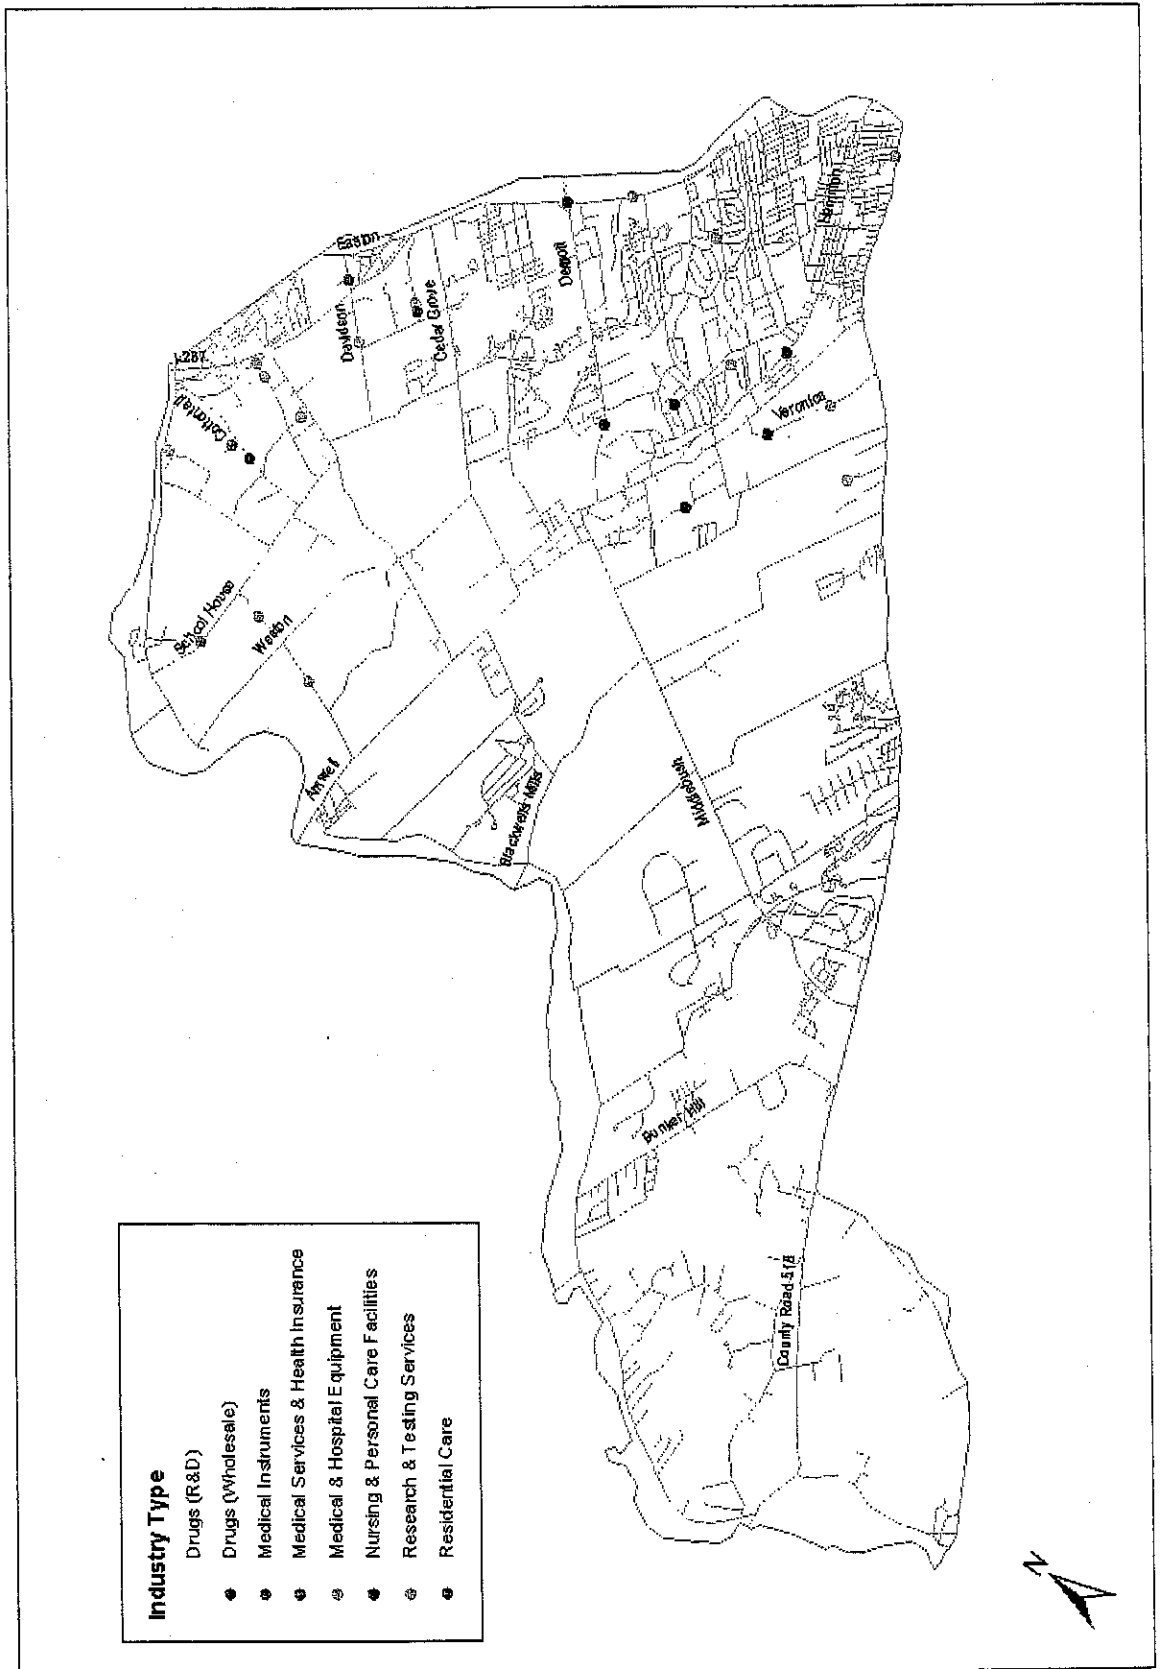 Industry Type
Drugs (R&D)
Drugs (Wholesale)
Medical Instruments
Medical Services & Health Insurance
Medical & Hospital Equipment
Nursing & Personal Care Facilities
Research & Testing Services
Residential Care
N
County Road 518
Bunker Hill
Middlebush
Blackwells Mills
Amwell
Weston
School House
Cottontail
I-287
Davidson
Easton
Cedar Grove
Demott
Veronica
Hamilton